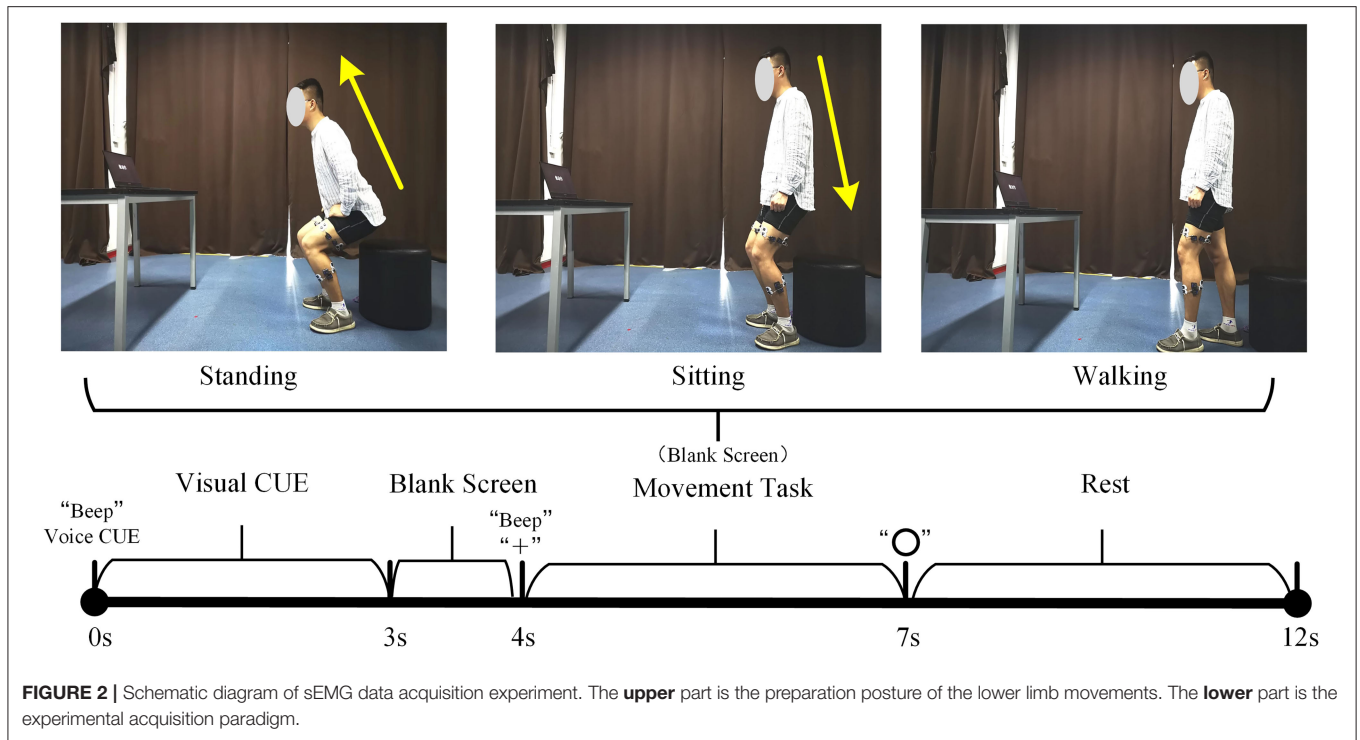 Standing
Sitting
Walking
(Blank Screen)
Visual CUE
Blank Screen
Movement Task
Rest
“Beep”
Voice CUE
“Beep”
“+”
“○”
0s
3s
4s
7s
12s
FIGURE 2 | Schematic diagram of sEMG data acquisition experiment. The upper part is the preparation posture of the lower limb movements. The lower part is the
experimental acquisition paradigm.